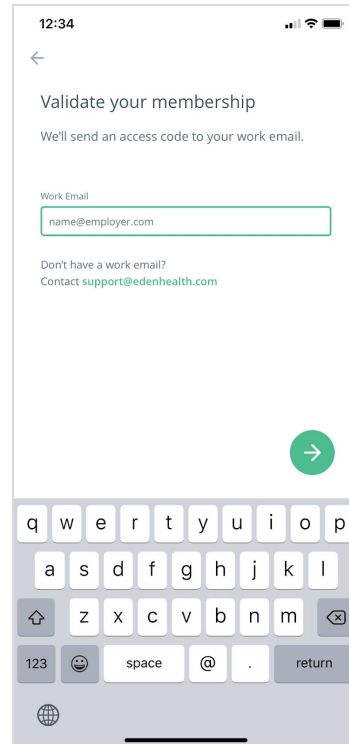 12:34
Validate your membership
We'll send an access code to your work email.
Work Email
name@employer.com
Don't have a work email?
Contact support@edenhealth.com
q w e r t y u i o p
a s d f g h j k l
z x c v b n m
123 space @ . return